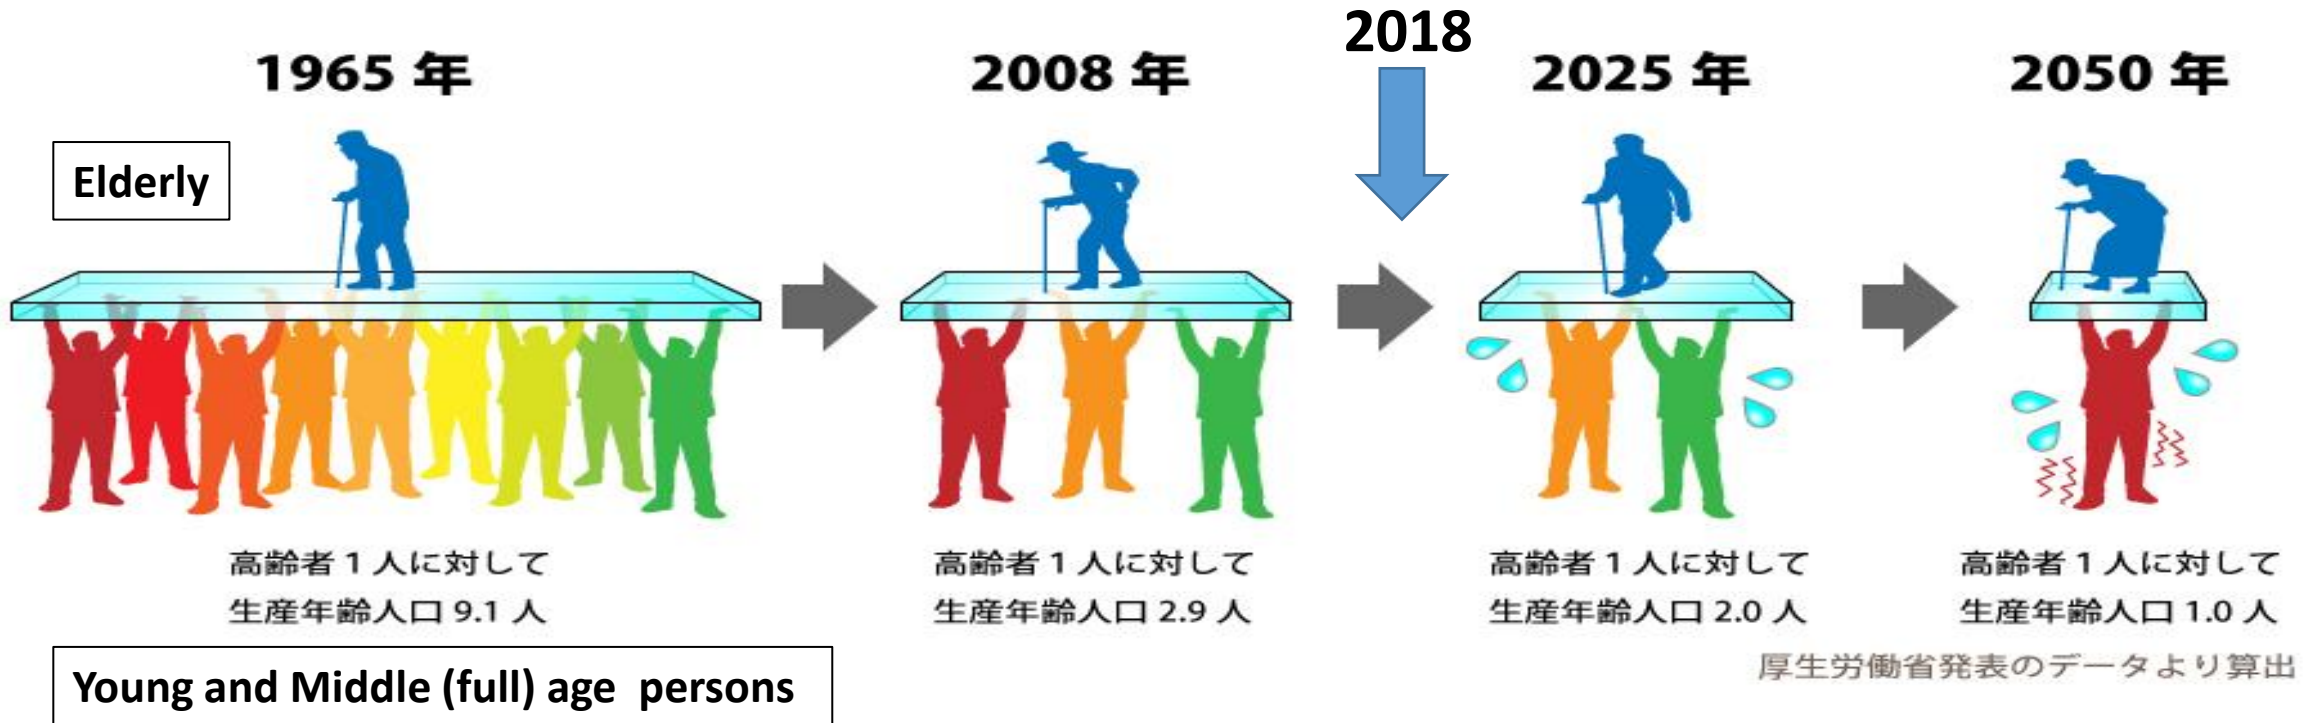 2018
1965 年
2008 年
2025 年
2050 年
Elderly
高齢者 1 人に対して
生産年齢人口 9.1 人
高齢者 1 人に対して
生産年齢人口 2.9 人
高齢者 1 人に対して
生産年齢人口 2.0 人
高齢者 1 人に対して
生産年齢人口 1.0 人
厚生労働省発表のデータより算出
Young and Middle (full) age persons